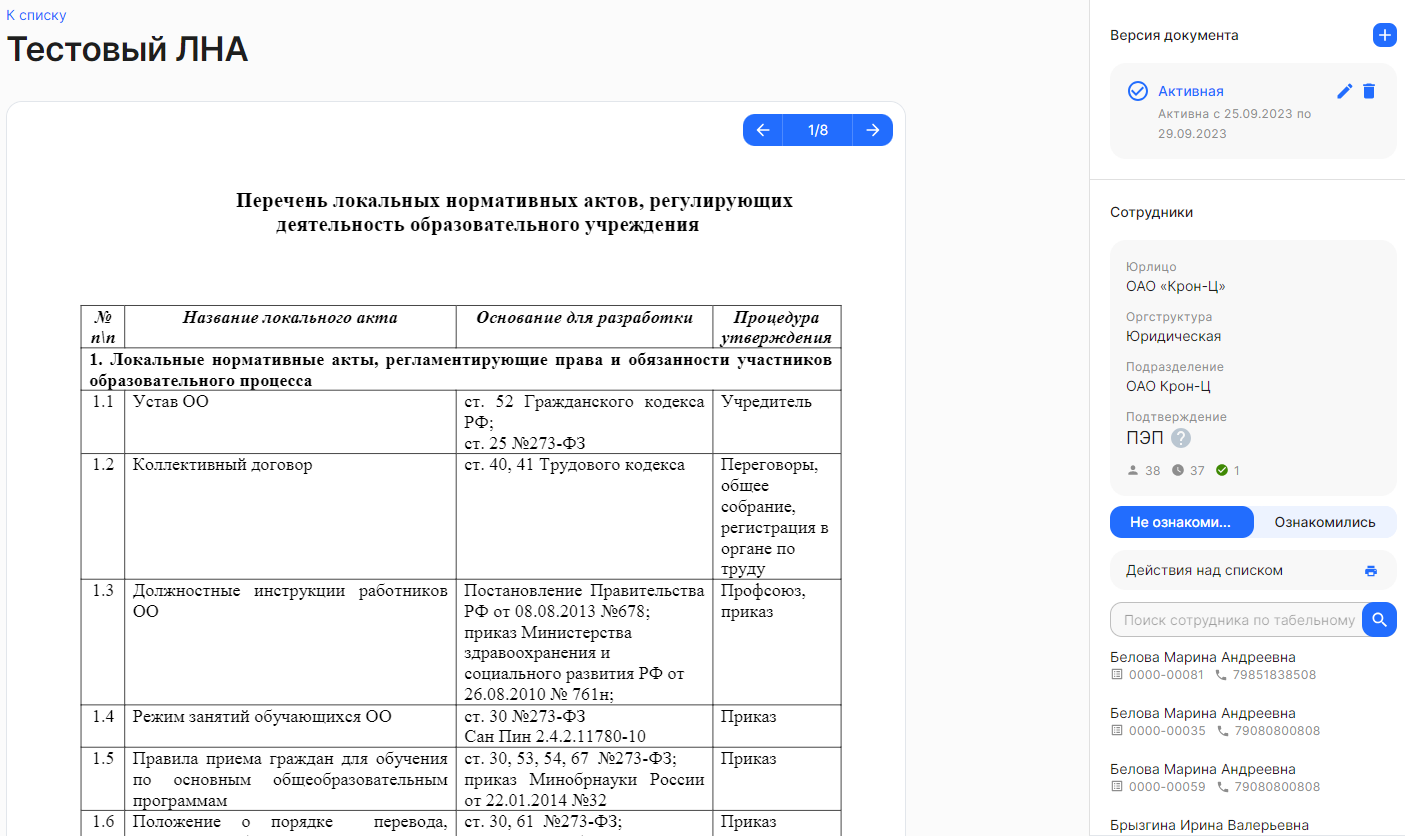 К списку
Тестовый ЛНА
1/8
Перечень локальных нормативных актов, регулирующих
деятельность образовательного учреждения
№ п\п
Название локального акта
Основание для разработки
Процедура утверждения
1. Локальные нормативные акты, регламентирующие права и обязанности участников
образовательного процесса
1.1
Устав ОО
ст. 52 Гражданского кодекса
РФ;
ст. 25 №273-ФЗ
Учредитель
1.2
Коллективный договор
ст. 40, 41 Трудового кодекса
Переговоры,
общее
собрание,
регистрация в
органе по
труду
1.3
Должностные инструкции работников
ОО
Постановление Правительства
РФ от 08.08.2013 №678;
приказ Министерства
здравоохранения и
социального развития РФ от
26.08.2010 № 761н;
Профсоюз,
приказ
1.4
Режим занятий обучающихся ОО
ст. 30 №273-ФЗ
Сан Пин 2.4.2.11780-10
Приказ
1.5
Правила приема граждан для обучения
по основным общеобразовательным
программам
ст. 30, 53, 54, 67 №273-ФЗ;
приказ Минобрнауки России
от 22.01.2014 №32
Приказ
1.6
Положение о порядке перевода,
ст. 30, 61 №273-ФЗ;
Приказ
Версия документа
Активная
Активна с 25.09.2023 по
29.09.2023
Сотрудники
Юрлицо
ОАО «Крон-Ц»
Оргструктура
Юридическая
Подразделение
ОАО Крон-Ц
Подтверждение
ПЭП ?
38 37 1
Не ознакоми... Ознакомились
Действия над списком
Поиск сотрудника по табельному
Белова Марина Андреевна
0000-00081 79851838508
Белова Марина Андреевна
0000-00035 79080800808
Белова Марина Андреевна
0000-00059 79080800808
Брызгина Ирина Валерьевна